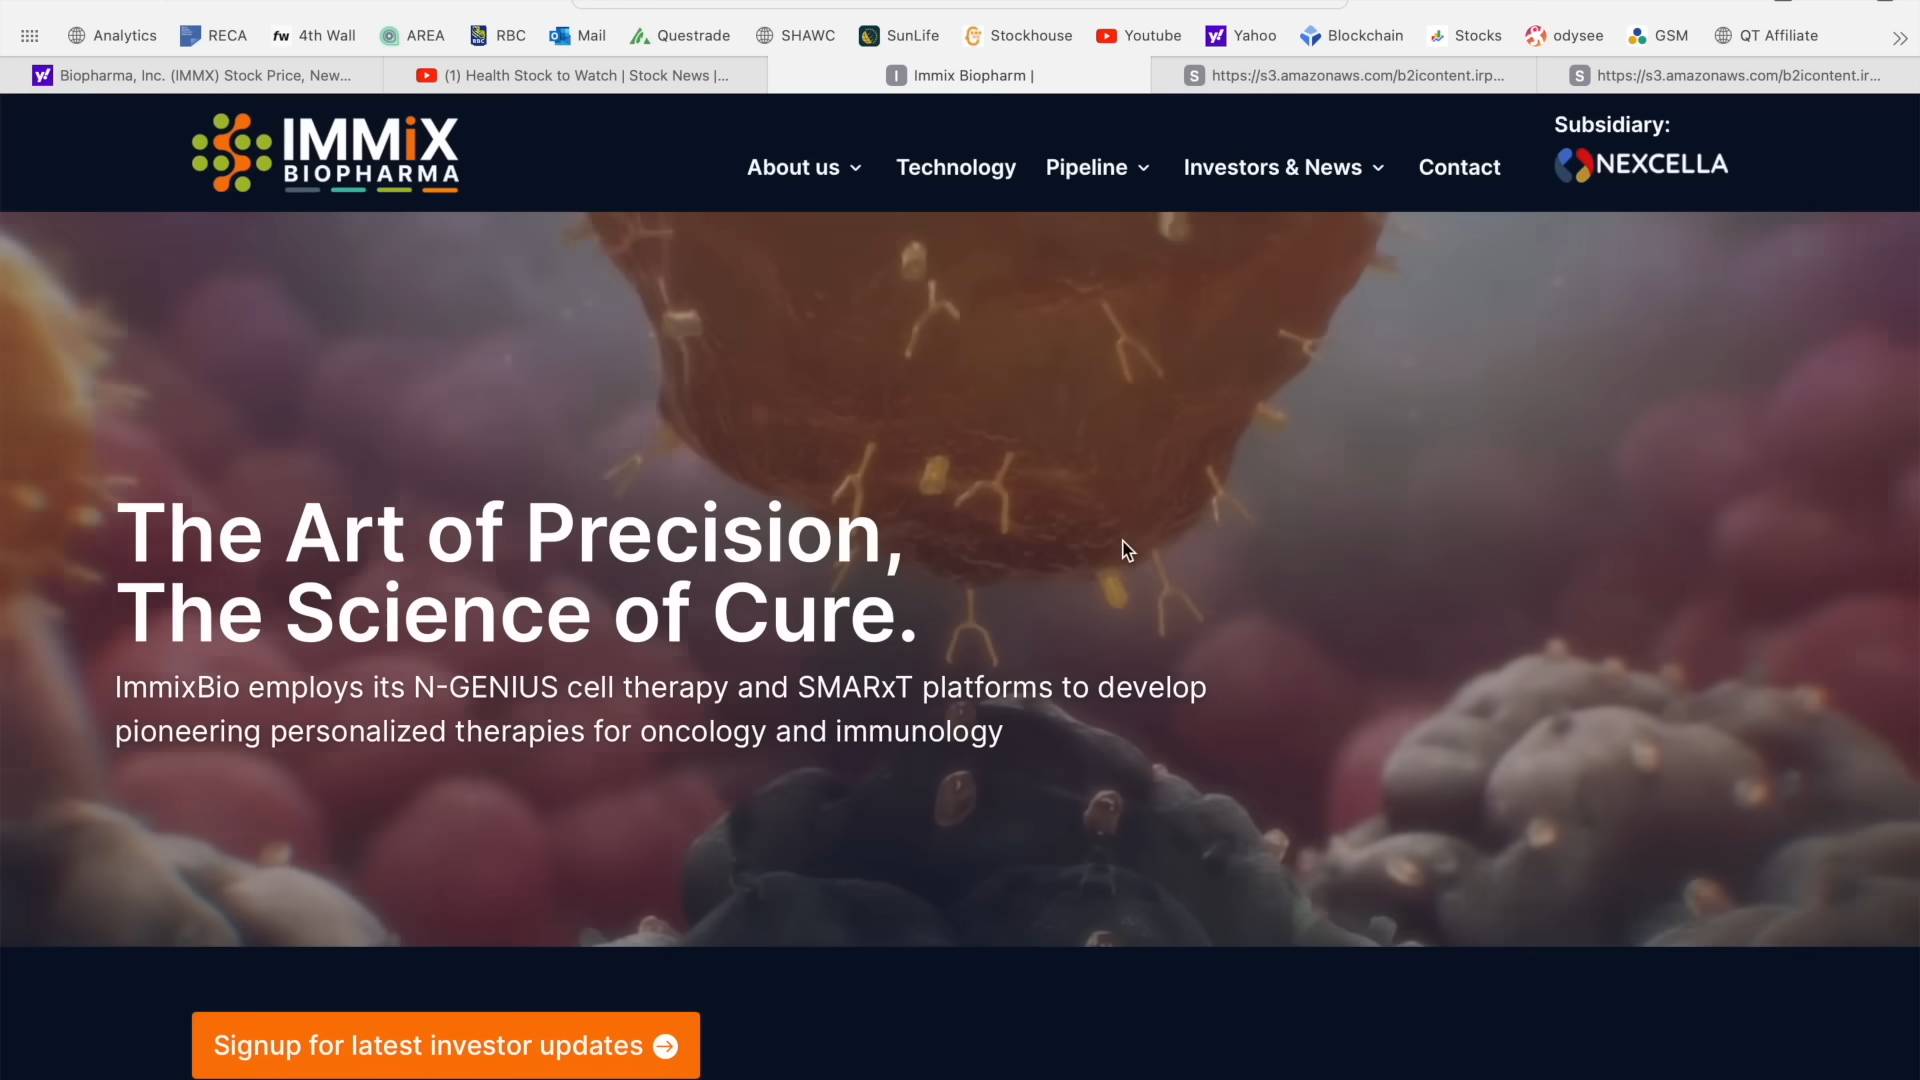 Analytics RECA fw 4th Wall AREA RBC Mail Questrade SHAWC SunLife Stockhouse Youtube y! Yahoo Blockchain Stocks odysee GSM QT Affiliate
y! Biopharma, Inc. (IMMX) Stock Price, New... (1) Health Stock to Watch | Stock News |... I Immix Biopharm | S https://s3.amazonaws.com/b2icontent.irp... S https://s3.amazonaws.com/b2icontent.ir...
IMMiX
BIOPHARMA
About us Technology Pipeline Investors & News Contact
Subsidiary:
NEXCELLA
The Art of Precision,
The Science of Cure.
ImmixBio employs its N-GENIUS cell therapy and SMARxT platforms to develop
pioneering personalized therapies for oncology and immunology
Signup for latest investor updates